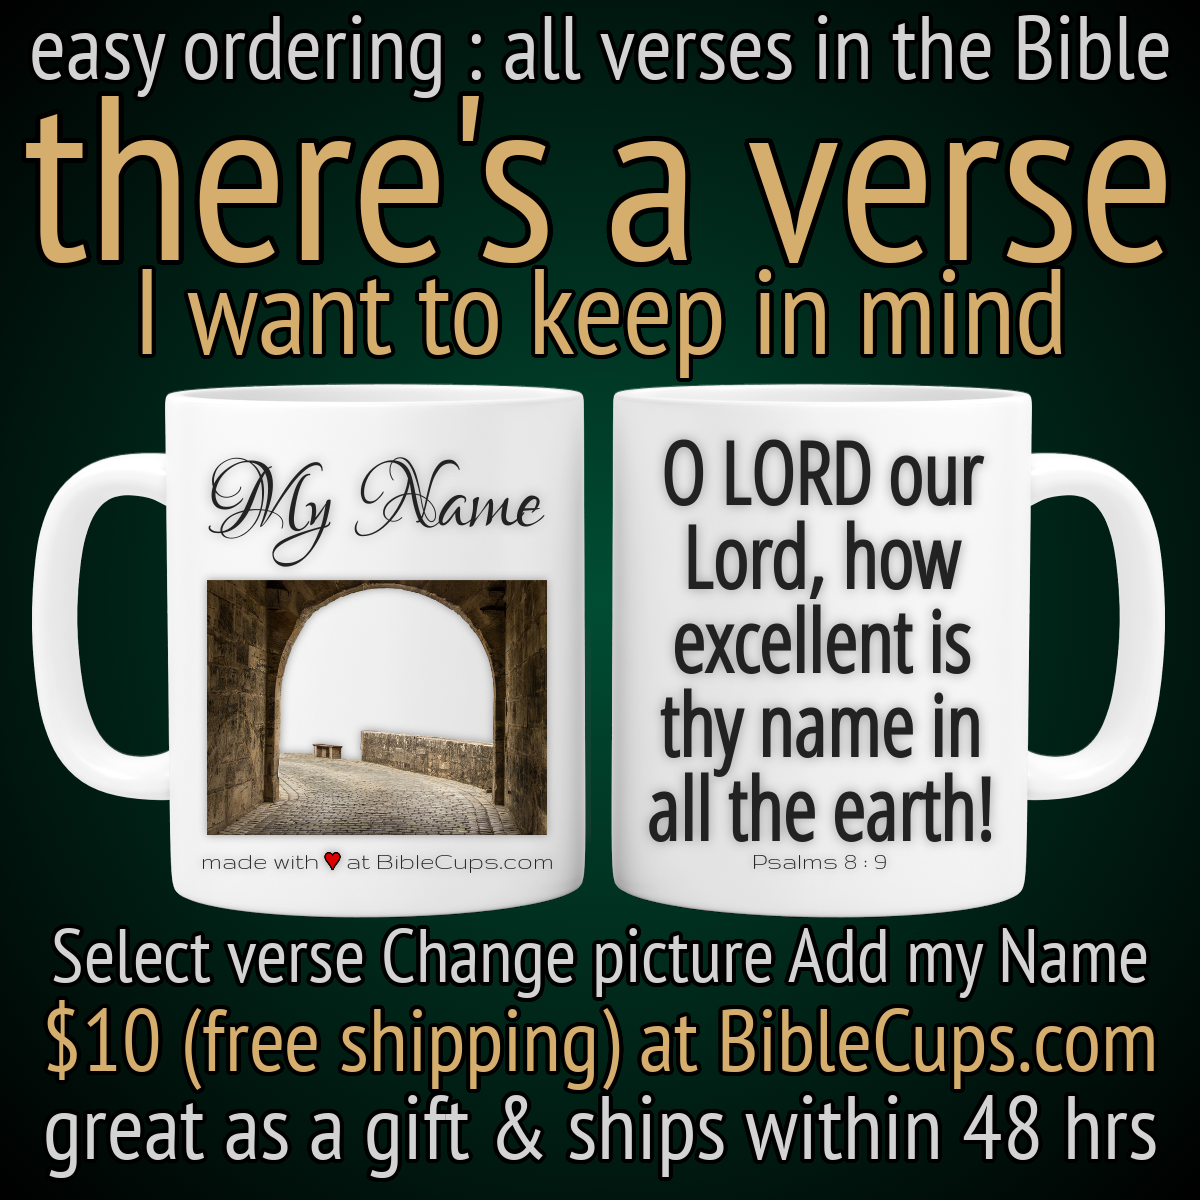 easy ordering : all verses in the Bible
there's a verse
I want to keep in mind
My Name
made with ❤ at BibleCups.com
O LORD our
Lord, how
excellent is
thy name in
all the earth!
Psalms 8 : 9
Select verse Change picture Add my Name
$10 (free shipping) at BibleCups.com
great as a gift & ships within 48 hrs